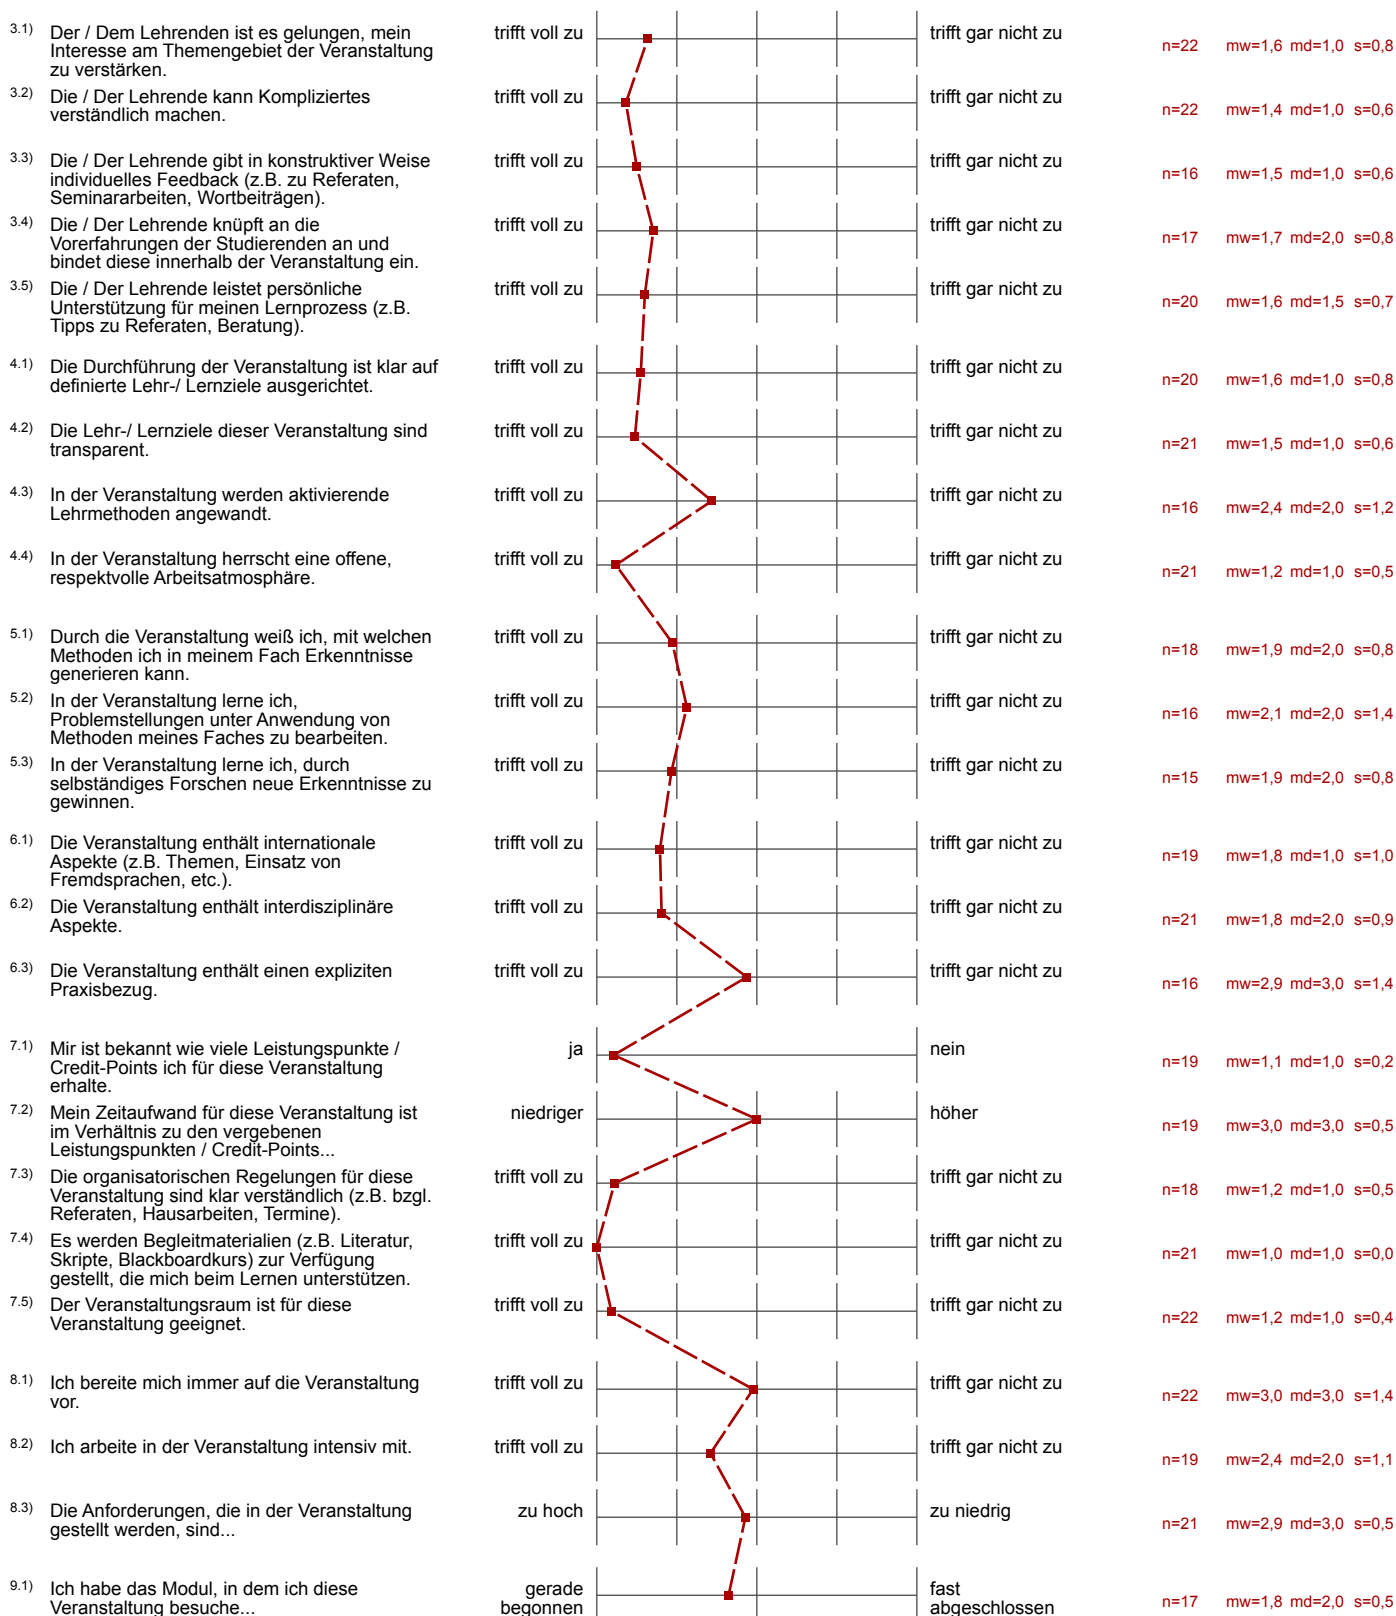 3.1) Der / Dem Lehrenden ist es gelungen, mein trifft voll zu trifft gar nicht zu
Interesse am Themengebiet der Veranstaltung n=22 mw=1,6 md=1,0 s=0,8
zu verstärken.
3.2) Die / Der Lehrende kann Kompliziertes trifft voll zu trifft gar nicht zu
verständlich machen. n=22 mw=1,4 md=1,0 s=0,6
3.3) Die / Der Lehrende gibt in konstruktiver Weise trifft voll zu trifft gar nicht zu
individuelles Feedback (z.B. zu Referaten, n=16 mw=1,5 md=1,0 s=0,6
Seminararbeiten, Wortbeiträgen).
3.4) Die / Der Lehrende knüpft an die trifft voll zu trifft gar nicht zu
Vorerfahrungen der Studierenden an und n=17 mw=1,7 md=2,0 s=0,8
bindet diese innerhalb der Veranstaltung ein.
3.5) Die / Der Lehrende leistet persönliche trifft voll zu trifft gar nicht zu
Unterstützung für meinen Lernprozess (z.B. n=20 mw=1,6 md=1,5 s=0,7
Tipps zu Referaten, Beratung).
4.1) Die Durchführung der Veranstaltung ist klar auf trifft voll zu trifft gar nicht zu
definierte Lehr-/ Lernziele ausgerichtet. n=20 mw=1,6 md=1,0 s=0,8
4.2) Die Lehr-/ Lernziele dieser Veranstaltung sind trifft voll zu trifft gar nicht zu
transparent. n=21 mw=1,5 md=1,0 s=0,6
4.3) In der Veranstaltung werden aktivierende trifft voll zu trifft gar nicht zu
Lehrmethoden angewandt. n=16 mw=2,4 md=2,0 s=1,2
4.4) In der Veranstaltung herrscht eine offene, trifft voll zu trifft gar nicht zu
respektvolle Arbeitsatmosphäre. n=21 mw=1,2 md=1,0 s=0,5
5.1) Durch die Veranstaltung weiß ich, mit welchen trifft voll zu trifft gar nicht zu
Methoden ich in meinem Fach Erkenntnisse n=18 mw=1,9 md=2,0 s=0,8
generieren kann.
5.2) In der Veranstaltung lerne ich, trifft voll zu trifft gar nicht zu
Problemstellungen unter Anwendung von n=16 mw=2,1 md=2,0 s=1,4
Methoden meines Faches zu bearbeiten.
5.3) In der Veranstaltung lerne ich, durch trifft voll zu trifft gar nicht zu
selbständiges Forschen neue Erkenntnisse zu n=15 mw=1,9 md=2,0 s=0,8
gewinnen.
6.1) Die Veranstaltung enthält internationale trifft voll zu trifft gar nicht zu
Aspekte (z.B. Themen, Einsatz von n=19 mw=1,8 md=1,0 s=1,0
Fremdsprachen, etc.).
6.2) Die Veranstaltung enthält interdisziplinäre trifft voll zu trifft gar nicht zu
Aspekte. n=21 mw=1,8 md=2,0 s=0,9
6.3) Die Veranstaltung enthält einen expliziten trifft voll zu trifft gar nicht zu
Praxisbezug. n=16 mw=2,9 md=3,0 s=1,4
7.1) Mir ist bekannt wie viele Leistungspunkte / ja nein
Credit-Points ich für diese Veranstaltung n=19 mw=1,1 md=1,0 s=0,2
erhalte.
7.2) Mein Zeitaufwand für diese Veranstaltung ist niedriger höher
im Verhältnis zu den vergebenen n=19 mw=3,0 md=3,0 s=0,5
Leistungspunkten / Credit-Points...
7.3) Die organisatorischen Regelungen für diese trifft voll zu trifft gar nicht zu
Veranstaltung sind klar verständlich (z.B. bzgl. n=18 mw=1,2 md=1,0 s=0,5
Referaten, Hausarbeiten, Termine).
7.4) Es werden Begleitmaterialien (z.B. Literatur, trifft voll zu trifft gar nicht zu
Skripte, Blackboardkurs) zur Verfügung n=21 mw=1,0 md=1,0 s=0,0
gestellt, die mich beim Lernen unterstützen.
7.5) Der Veranstaltungsraum ist für diese trifft voll zu trifft gar nicht zu
Veranstaltung geeignet. n=22 mw=1,2 md=1,0 s=0,4
8.1) Ich bereite mich immer auf die Veranstaltung trifft voll zu trifft gar nicht zu
vor. n=22 mw=3,0 md=3,0 s=1,4
8.2) Ich arbeite in der Veranstaltung intensiv mit. trifft voll zu trifft gar nicht zu
n=19 mw=2,4 md=2,0 s=1,1
8.3) Die Anforderungen, die in der Veranstaltung zu hoch zu niedrig
gestellt werden, sind... n=21 mw=2,9 md=3,0 s=0,5
9.1) Ich habe das Modul, in dem ich diese gerade fast
Veranstaltung besuche... begonnen abgeschlossen n=17 mw=1,8 md=2,0 s=0,5